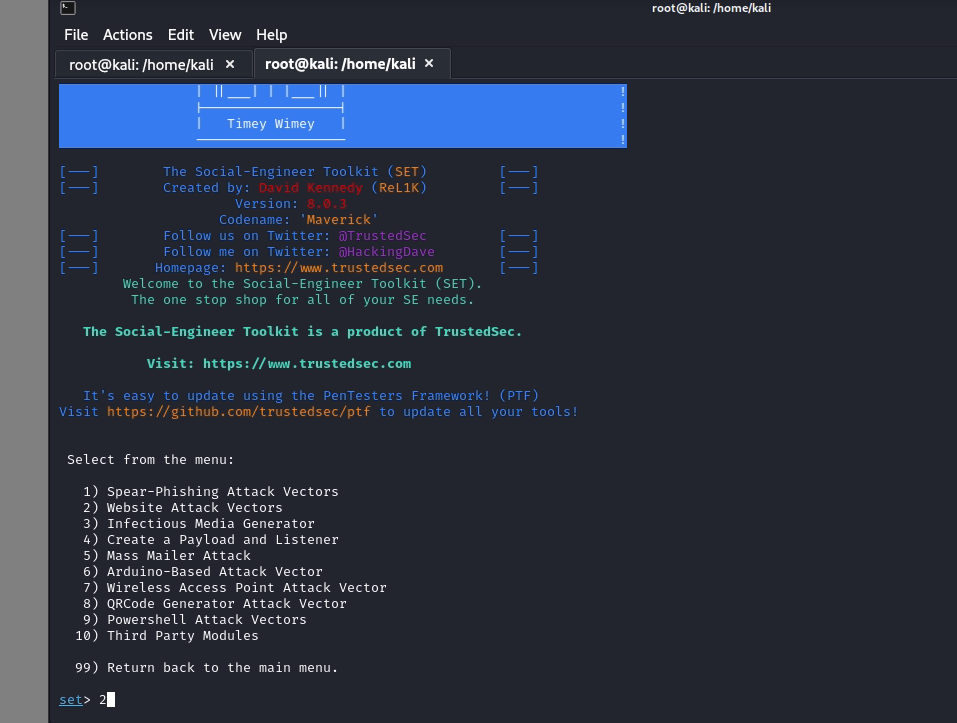 root@kali: /home/kali
File Actions Edit View Help
root@kali: /home/kali × root@kali: /home/kali ×
Timey Wimey
[---] The Social-Engineer Toolkit (SET) [---]
[---] Created by: David Kennedy (ReL1K) [---]
Version: 8.0.3
Codename: 'Maverick'
[---] Follow us on Twitter: @TrustedSec [---]
[---] Follow me on Twitter: @HackingDave [---]
[---] Homepage: https://www.trustedsec.com [---]
Welcome to the Social-Engineer Toolkit (SET).
The one stop shop for all of your SE needs.
The Social-Engineer Toolkit is a product of TrustedSec.
Visit: https://www.trustedsec.com
It's easy to update using the PenTesters Framework! (PTF)
Visit https://github.com/trustedsec/ptf to update all your tools!
Select from the menu:
1) Spear-Phishing Attack Vectors
2) Website Attack Vectors
3) Infectious Media Generator
4) Create a Payload and Listener
5) Mass Mailer Attack
6) Arduino-Based Attack Vector
7) Wireless Access Point Attack Vector
8) QRCode Generator Attack Vector
9) Powershell Attack Vectors
10) Third Party Modules
99) Return back to the main menu.
set> 2